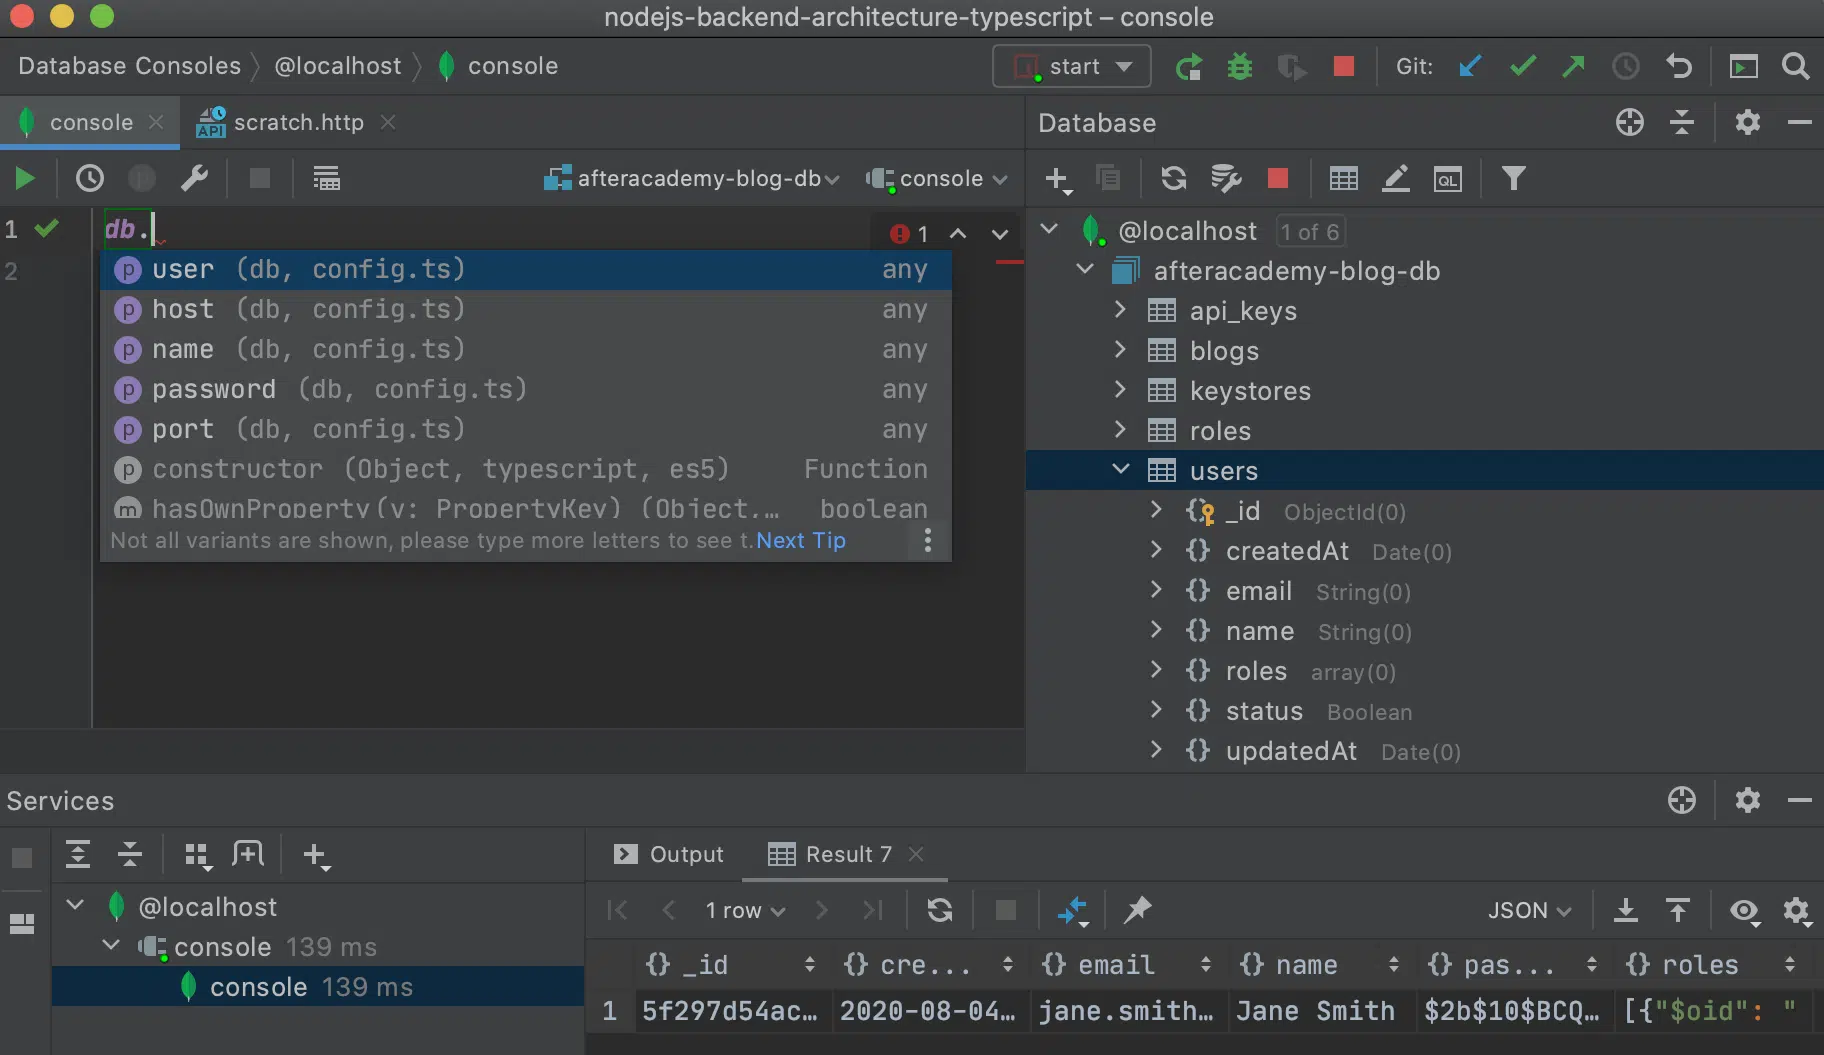 nodejs-backend-architecture-typescript – console
Database Consoles @localhost console
start Git:
console scratch.http
API
Database
afteracademy-blog-db console
QL
1 db.
1
2
user (db, config.ts) any
host (db, config.ts) any
name (db, config.ts) any
password (db, config.ts) any
port (db, config.ts) any
constructor (Object, typescript, es5) Function
hasOwnProperty(v: PropertyKey) (Object,… boolean
Not all variants are shown, please type more letters to see t. Next Tip
@localhost 1 of 6
afteracademy-blog-db
api_keys
blogs
keystores
roles
users
_id ObjectId(0)
createdAt Date(0)
email String(0)
name String(0)
roles array(0)
status Boolean
updatedAt Date(0)
Services
@localhost
console 139 ms
console 139 ms
Output Result 7
1 row JSON
_id cre... email name pas... roles
1 5f297d54ac… 2020-08-04… jane.smith… Jane Smith $2b$10$BCQ… [{"$oid": "